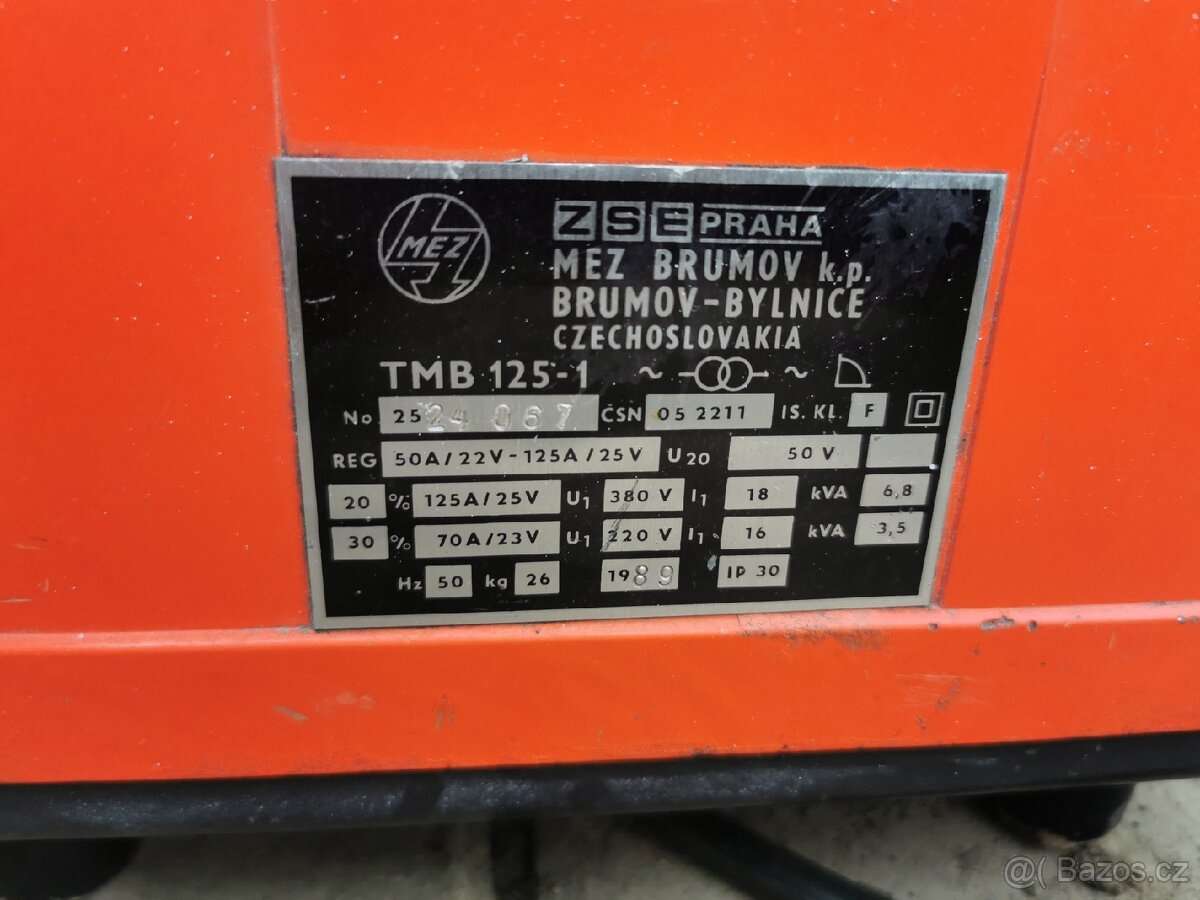 MEZ
ZSE PRAHA
MEZ BRUMOV k.p.
BRUMOV-BYLNICE
CZECHOSLOVAKIA
TMB 125-1 ~ ~
No 2524 067 ČSN 05 2211 IS. KL. F
REG 50A/22V-125A/25V U20 50 V
20 % 125A/25V U1 380 V I1 18 kVA 6,8
30 % 70A/23V U1 220 V I1 16 kVA 3,5
Hz 50 kg 26 1989 IP 30
Bazos.cz